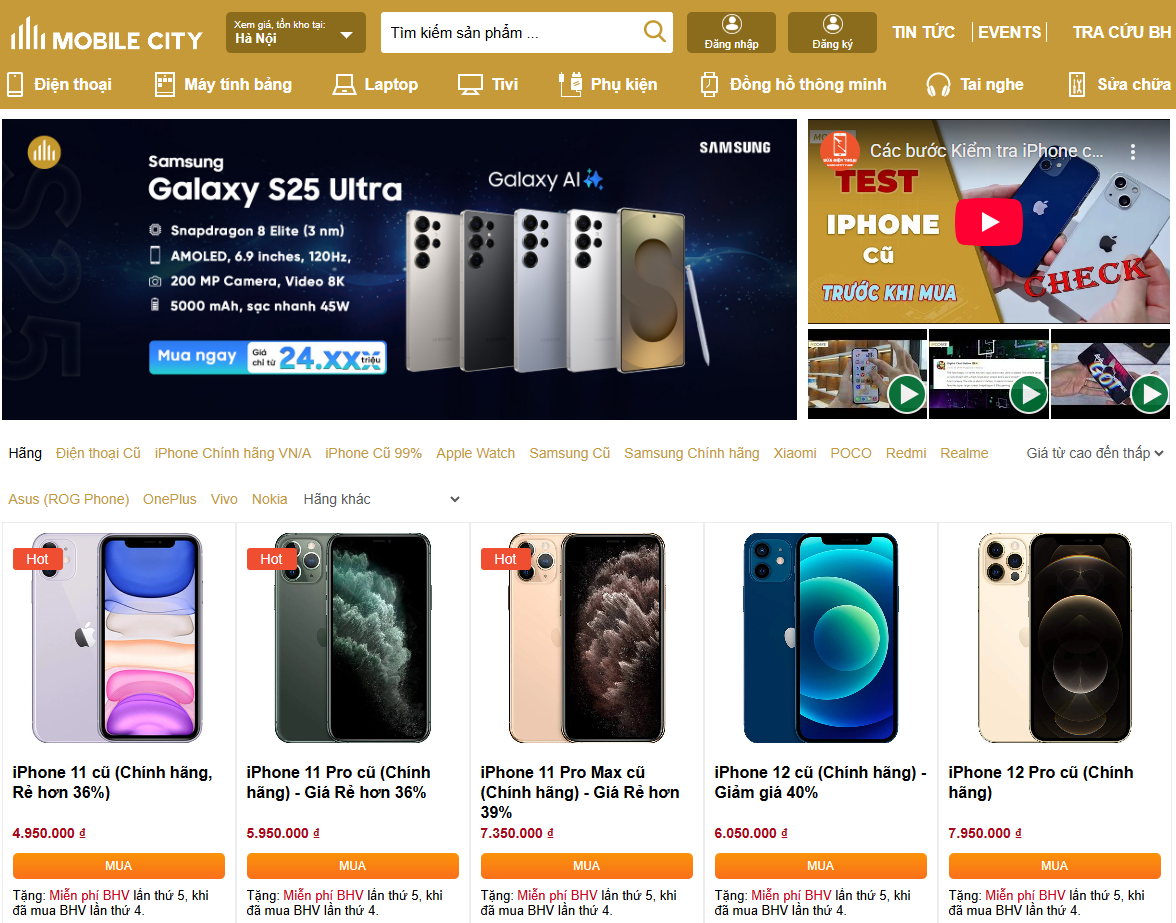 MOBILE CITY
Xem giá, tồn kho tại:
Hà Nội
Tìm kiếm sản phẩm ...
Đăng nhập
Đăng ký
TIN TỨC
EVENTS
TRA CỨU BH
Điện thoại
Máy tính bảng
Laptop
Tivi
Phụ kiện
Đồng hồ thông minh
Tai nghe
Sửa chữa
Samsung
Galaxy S25 Ultra
Galaxy AI
SAMSUNG
Snapdragon 8 Elite (3 nm)
AMOLED, 6.9 inches, 120Hz,
200 MP Camera, Video 8K
5000 mAh, sạc nhanh 45W
Mua ngay
Giá
chỉ từ
24.xxx
triệu
S25
Các bước Kiểm tra iPhone c...
TEST
IPHONE
Cũ
TRƯỚC KHI MUA
CHECK
Hãng
Điện thoại Cũ
iPhone Chính hãng VN/A
iPhone Cũ 99%
Apple Watch
Samsung Cũ
Samsung Chính hãng
Xiaomi
POCO
Redmi
Realme
Giá từ cao đến thấp
Asus (ROG Phone)
OnePlus
Vivo
Nokia
Hãng khác
Hot
Hot
Hot
iPhone 11 cũ (Chính hãng,
Rẻ hơn 36%)
4.950.000 ₫
MUA
Tặng: Miễn phí BHV lần thứ 5, khi
đã mua BHV lần thứ 4.
iPhone 11 Pro cũ (Chính
hãng) - Giá Rẻ hơn 36%
5.950.000 ₫
MUA
Tặng: Miễn phí BHV lần thứ 5, khi
đã mua BHV lần thứ 4.
iPhone 11 Pro Max cũ
(Chính hãng) - Giá Rẻ hơn
39%
7.350.000 ₫
MUA
Tặng: Miễn phí BHV lần thứ 5, khi
đã mua BHV lần thứ 4.
iPhone 12 cũ (Chính hãng) -
Giảm giá 40%
6.050.000 ₫
MUA
Tặng: Miễn phí BHV lần thứ 5, khi
đã mua BHV lần thứ 4.
iPhone 12 Pro cũ (Chính
hãng)
7.950.000 ₫
MUA
Tặng: Miễn phí BHV lần thứ 5, khi
đã mua BHV lần thứ 4.